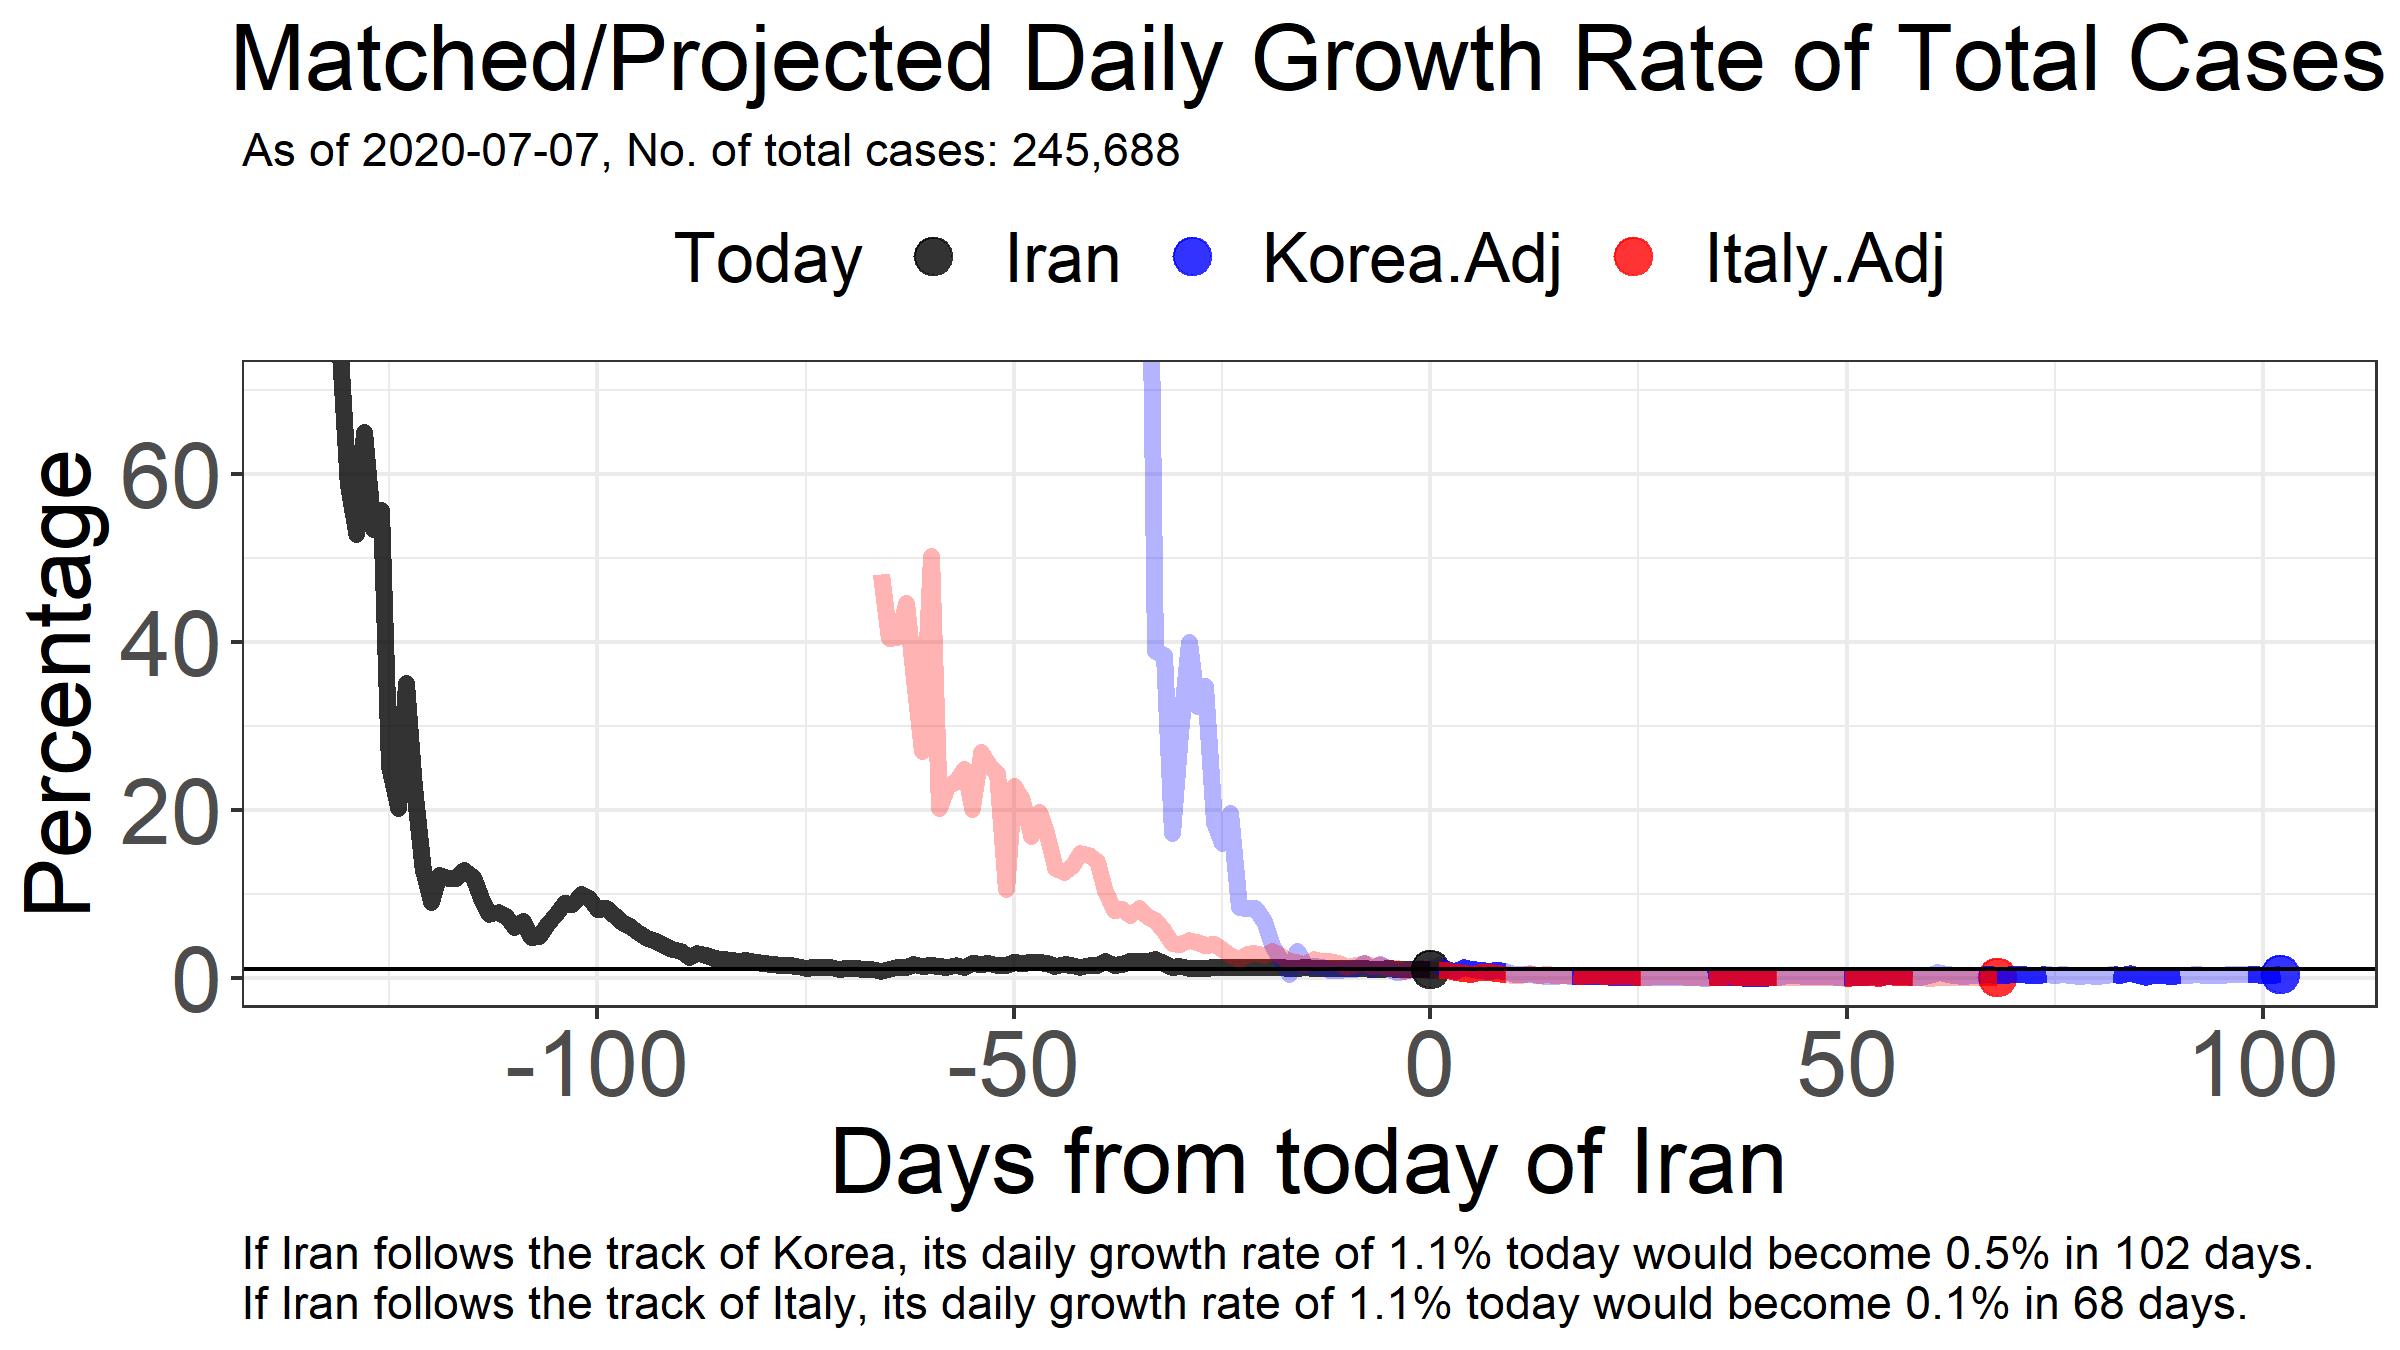 Matched/Projected Daily Growth Rate of Total Cases
As of 2020-07-07, No. of total cases: 245,688
Today Iran Korea.Adj Italy.Adj
Percentage
60
40
20
0
-100 -50 0 50 100
Days from today of Iran
If Iran follows the track of Korea, its daily growth rate of 1.1% today would become 0.5% in 102 days.
If Iran follows the track of Italy, its daily growth rate of 1.1% today would become 0.1% in 68 days.